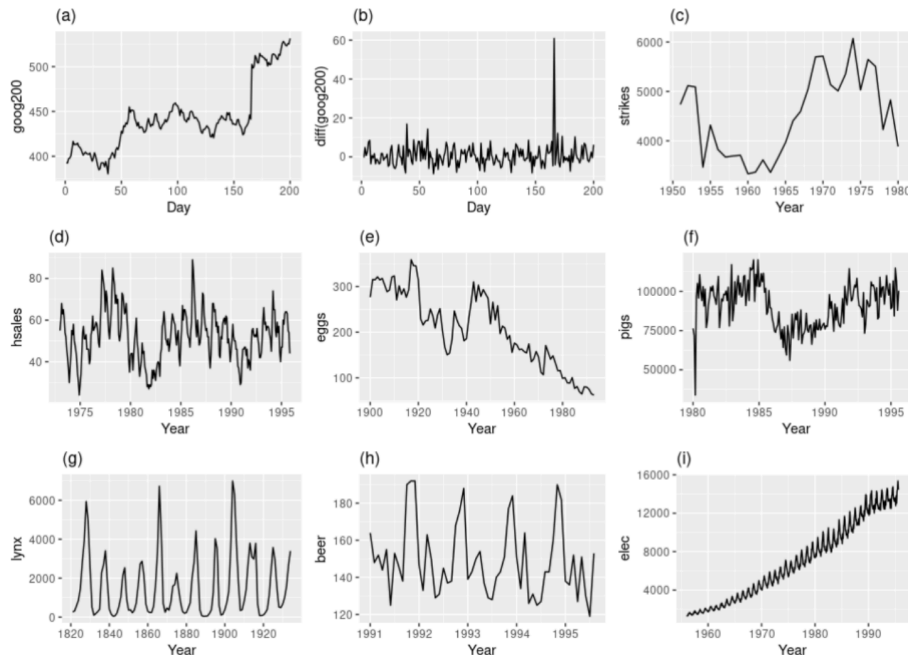 (a)
goog200
500
450
400
0
50
100
150
200
Day
(b)
diff(goog200)
60
40
20
0
0
50
100
150
200
Day
(c)
strikes
6000
5000
4000
1950
1955
1960
1965
1970
1975
1980
Year
(d)
hsales
80
60
40
1975
1980
1985
1990
1995
Year
(e)
eggs
300
200
100
1900
1920
1940
1960
1980
Year
(f)
pigs
100000
75000
50000
1980
1985
1990
1995
Year
(g)
lynx
6000
4000
2000
0
1820
1840
1860
1880
1900
1920
Year
(h)
beer
180
160
140
120
1991
1992
1993
1994
1995
Year
(i)
elec
16000
12000
8000
4000
1960
1970
1980
1990
Year